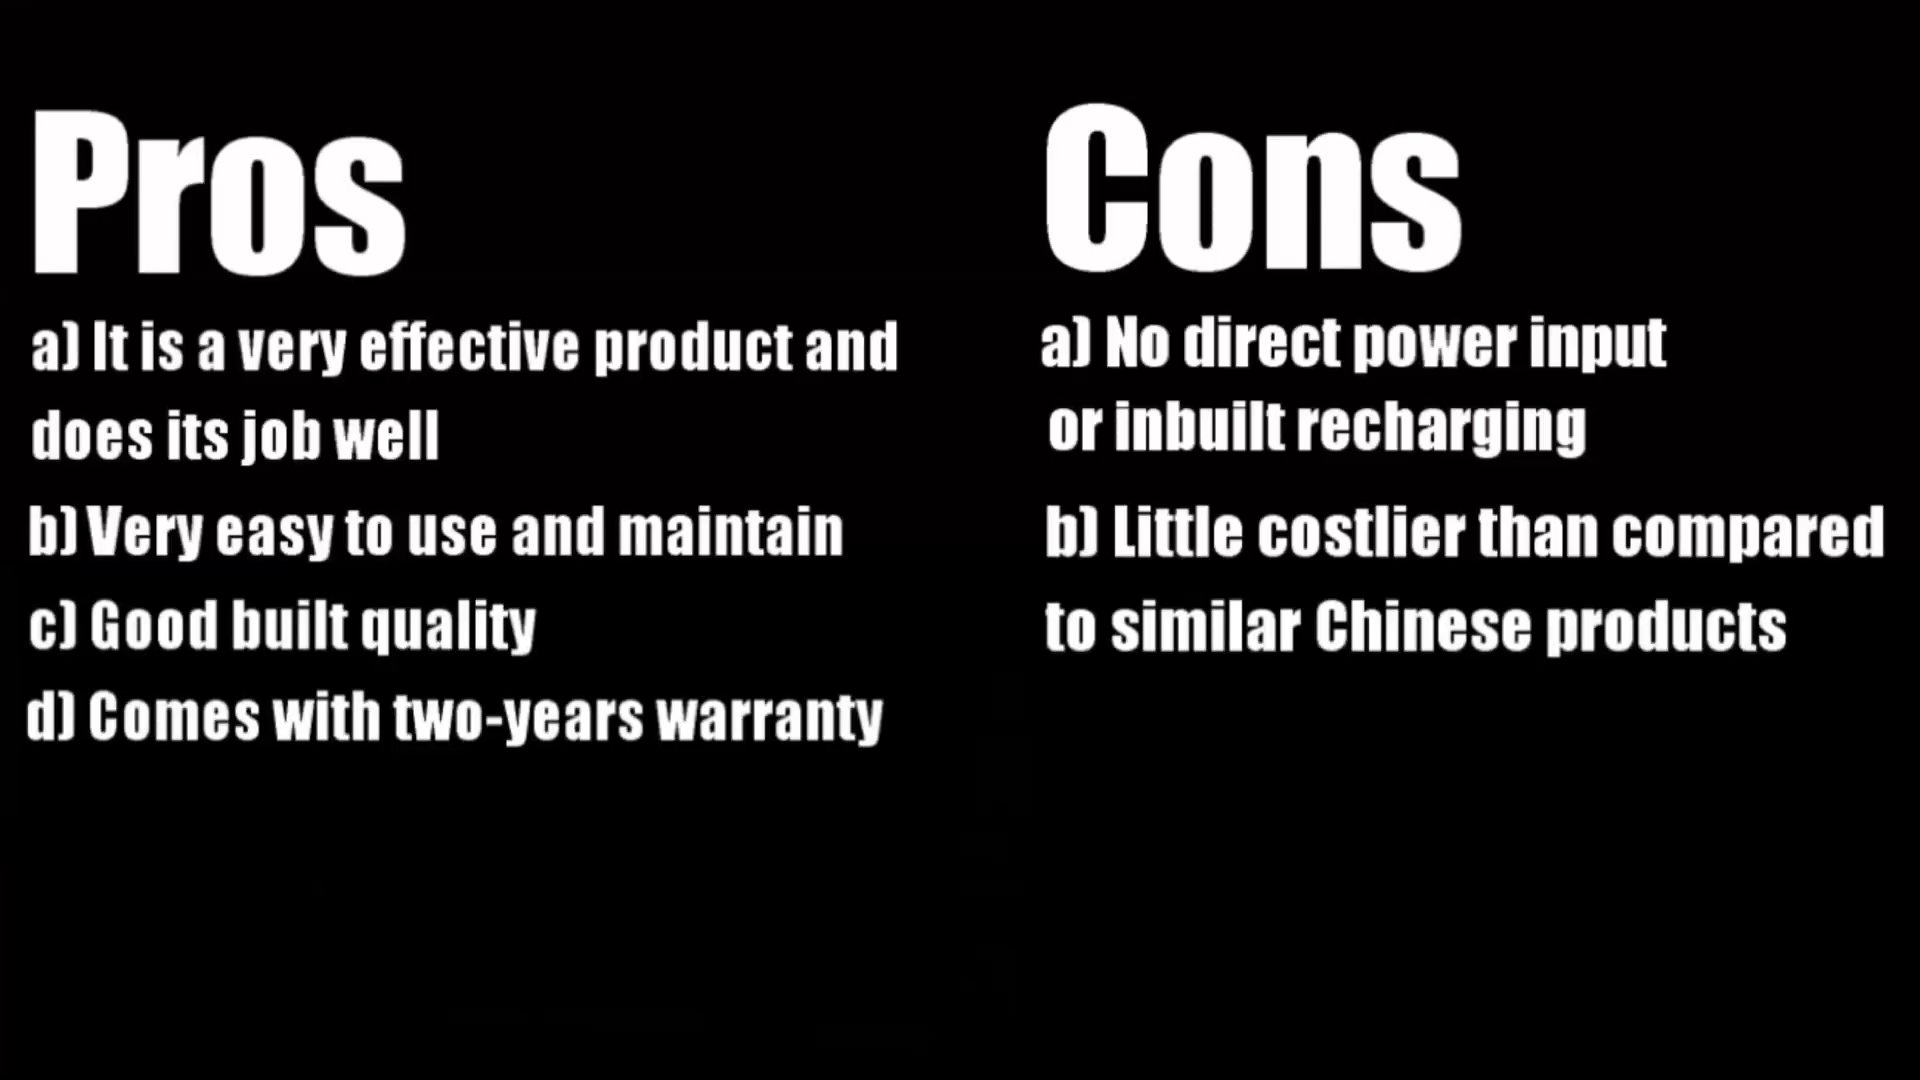 Pros
a) It is a very effective product and
does its job well
b) Very easy to use and maintain
c) Good built quality
d) Comes with two-years warranty
Cons
a) No direct power input
or inbuilt recharging
b) Little costlier than compared
to similar Chinese products